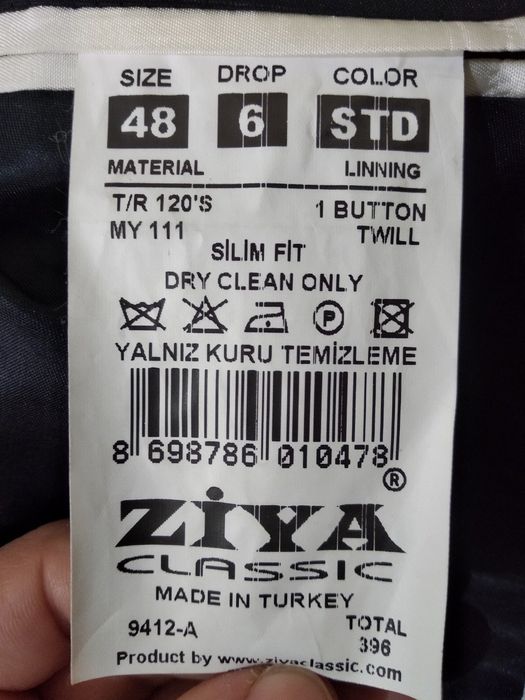 SIZE DROP COLOR
48 6 STD
MATERIAL LINNING
T/R 120'S 1 BUTTON
MY 111 TWILL
SİLİM FİT
DRY CLEAN ONLY
P
YALNIZ KURU TEMİZLEME
8 698786 010478
®
ZİYA
CLASSIC
MADE IN TURKEY
9412-A TOTAL
396
Product by www.ziyaclassic.com